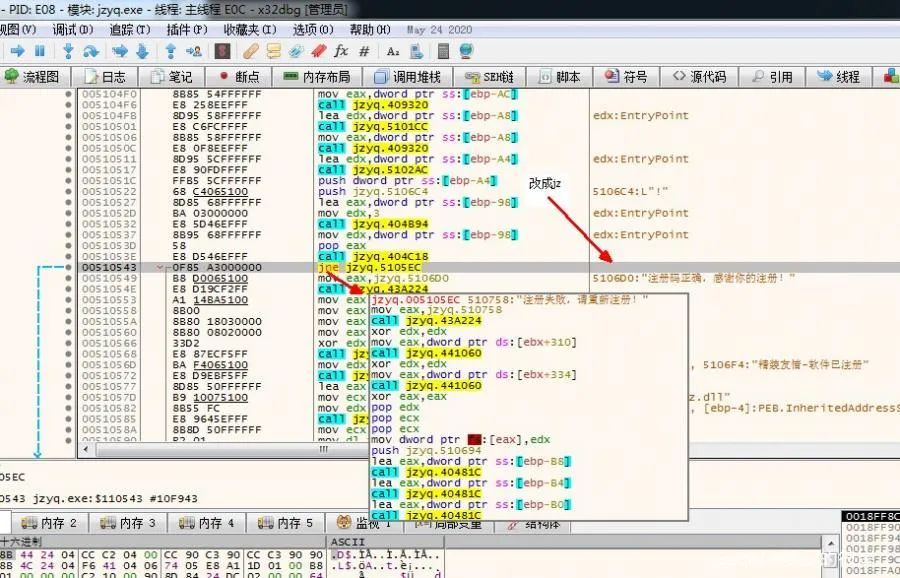 - PID: E08 - 模块: jzyq.exe - 线程: 主线程 E0C - x32dbg [管理员]
视图(V) 调试(D) 追踪(T) 插件(P) 收藏夹(I) 选项(O) 帮助(H) May 24 2020
流程图 日志 笔记 断点 内存布局 调用堆栈 SEH链 脚本 符号 源代码 引用 线程
005104F0 8B85 54FFFFFF mov eax,dword ptr ss:[ebp-AC]
005104F6 E8 258EEFFF call jzyq.409320
005104FB 8D95 58FFFFFF lea edx,dword ptr ss:[ebp-A8] edx:EntryPoint
00510501 E8 C6FCFFFF call jzyq.5101CC
00510506 8B85 58FFFFFF mov eax,dword ptr ss:[ebp-A8]
0051050C E8 0F8EEFFF call jzyq.409320
00510511 8D95 5CFFFFFF lea edx,dword ptr ss:[ebp-A4] edx:EntryPoint
00510517 E8 90FDFFFF call jzyq.5102AC
0051051C FFB5 5CFFFFFF push dword ptr ss:[ebp-A4]
00510522 68 C4065100 push jzyq.5106C4 5106C4:L"!"
00510527 8D85 68FFFFFF lea eax,dword ptr ss:[ebp-98]
0051052D BA 03000000 mov edx,3 edx:EntryPoint
00510532 E8 5D46EFFF call jzyq.404B94
00510537 8B95 68FFFFFF mov edx,dword ptr ss:[ebp-98] edx:EntryPoint
0051053D 58 pop eax
0051053E E8 D546EFFF call jzyq.404C18
00510543 0F85 A3000000 jne jzyq.5105EC
00510549 B8 D0065100 mov eax,jzyq.5106D0 5106D0:"注册码正确，感谢你的注册！"
0051054E E8 D19CF2FF call jzyq.43A224
00510553 A1 14BA5100 mov eax
00510558 8B00 mov eax
0051055A 8B80 18030000 mov eax
00510560 8B80 08020000 mov eax
00510566 33D2 xor edx
00510568 E8 87ECF5FF call jzy
0051056D BA F4065100 mov edx , 5106F4:"精装友情-软件已注册"
00510572 E8 D9EBF5FF call jzy
00510577 8D85 50FFFFFF lea eax
0051057D B9 10075100 mov ecx z.dll"
00510582 8B55 FC mov edx , [ebp-4]:PEB.InheritedAddressS
00510585 E8 9645EFFF call jzy
0051058A 8B8D 50FFFFFF mov ecx
00510590 B2 01 mov dl
改成jz
jzyq.005105EC 510758:"注册失败，请重新注册！"
mov eax,jzyq.510758
call jzyq.43A224
xor edx,edx
mov eax,dword ptr ds:[ebx+310]
call jzyq.441060
xor edx,edx
mov eax,dword ptr ds:[ebx+334]
call jzyq.441060
xor eax,eax
pop edx
pop ecx
pop ecx
mov dword ptr fs:[eax],edx
push jzyq.510694
lea eax,dword ptr ss:[ebp-B8]
call jzyq.40481C
lea eax,dword ptr ss:[ebp-B4]
call jzyq.40481C
lea eax,dword ptr ss:[ebp-B0]
call jzyq.40481C
05EC
0543 jzyq.exe:$110543 #10F943
内存 2 内存 3 内存 4 内存 5 监视 1 局部变量 结构体
十六进制 ASCII
8B 44 24 04 CC C2 04 00 CC 90 C3 90 CC C3 90 90
8B 4C 24 04 F6 41 04 06 74 05 E8 A1 1D 01 00 B8
0018FF8C
0018FF90
0018FF94
0018FF98
0018FF9C
0018FFA0